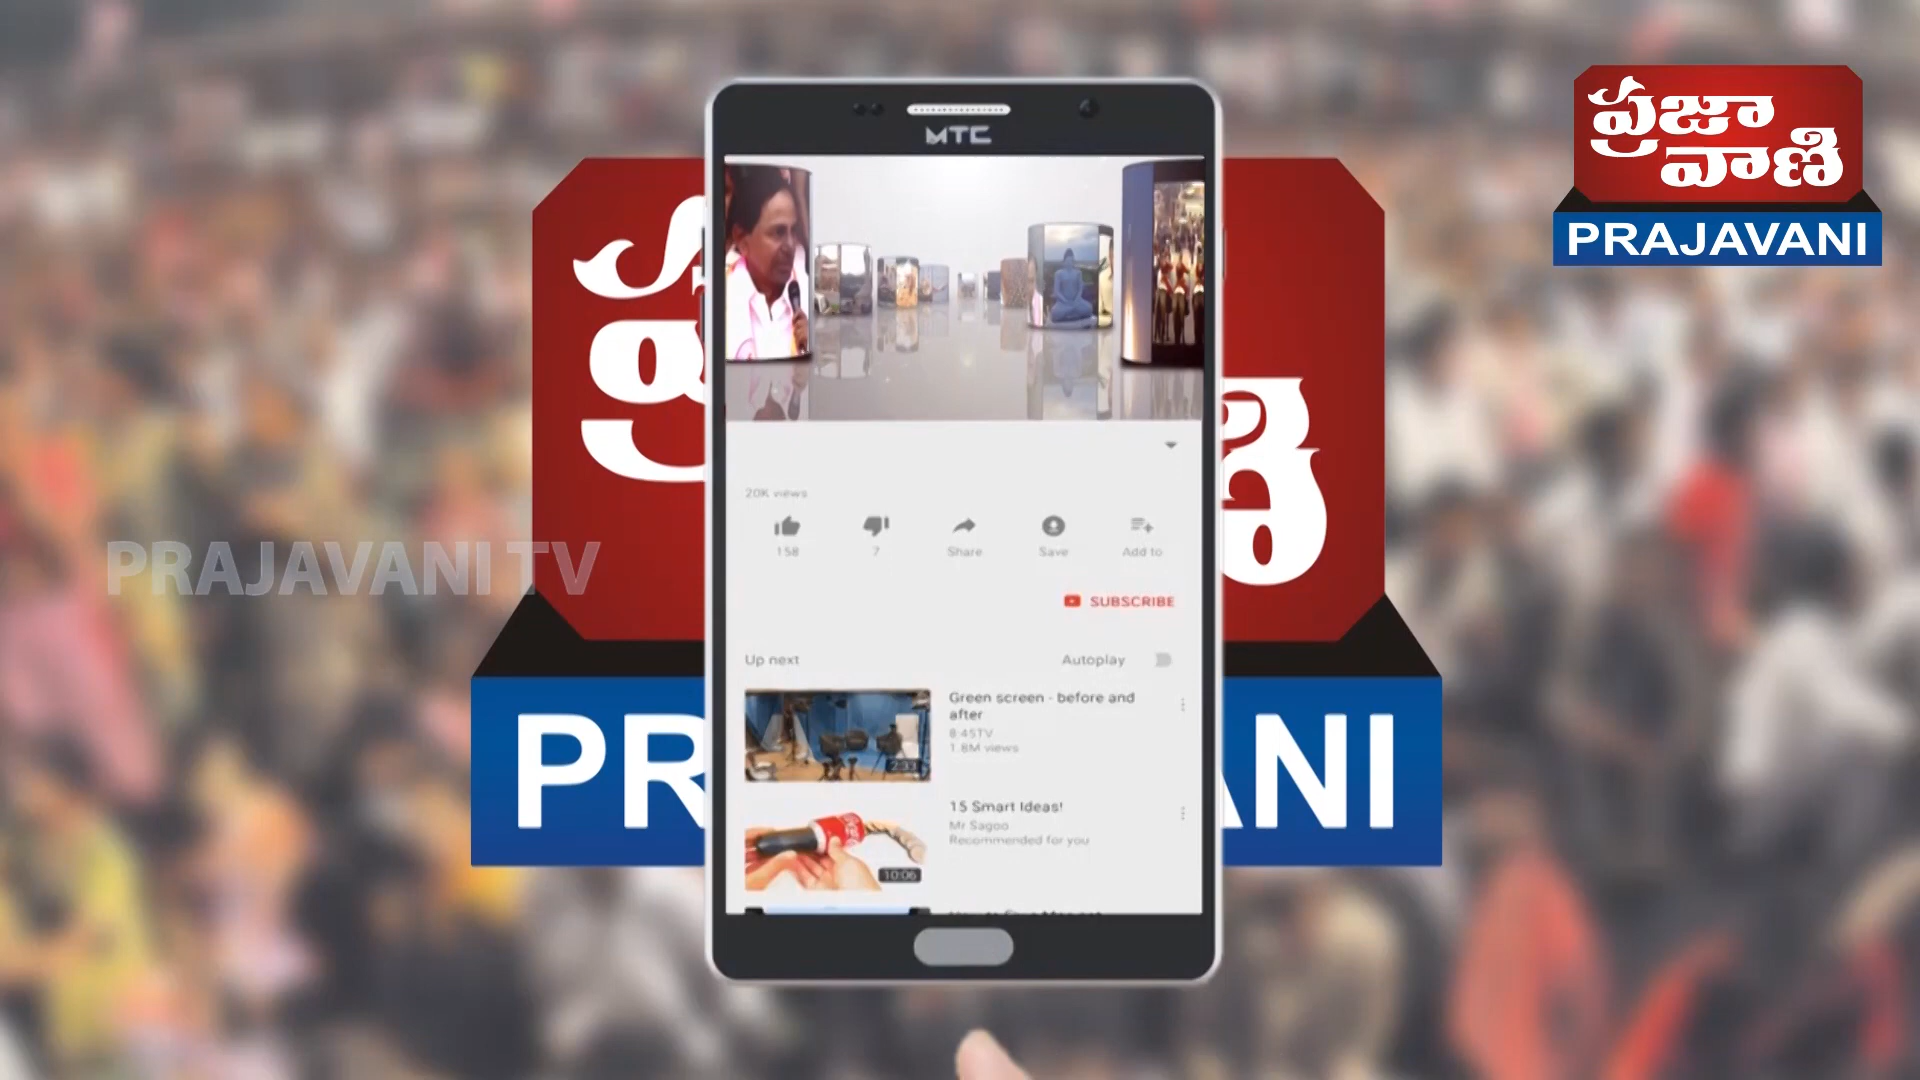 ప్రజా
వాణి
PRAJAVANI
MTC
20K views
158
7
Share
Save
Add to
PRAJAVANI TV
SUBSCRIBE
Up next
Autoplay
Green screen - before and
after
8:45TV
1.8M views
2:33
15 Smart Ideas!
Mr Sagoo
Recommended for you
10:06